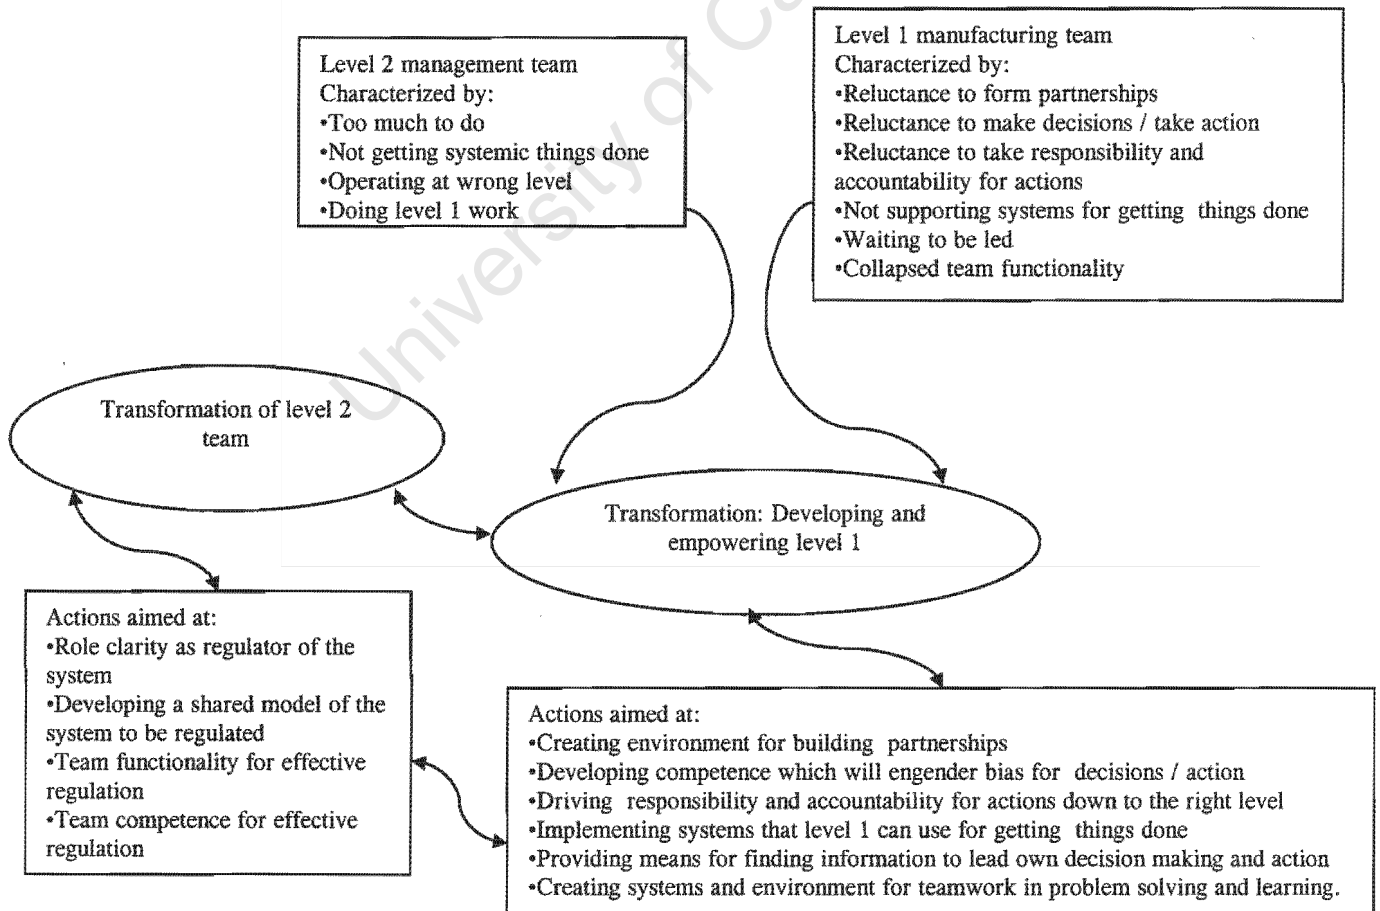 Level 2 management team
Characterized by:
•Too much to do
•Not getting systemic things done
•Operating at wrong level
•Doing level 1 work
Level 1 manufacturing team
Characterized by:
•Reluctance to form partnerships
•Reluctance to make decisions / take action
•Reluctance to take responsibility and
accountability for actions
•Not supporting systems for getting things done
•Waiting to be led
•Collapsed team functionality
University of Ca
Transformation of level 2
team
Transformation: Developing and
empowering level 1
Actions aimed at:
•Role clarity as regulator of the
system
•Developing a shared model of the
system to be regulated
•Team functionality for effective
regulation
•Team competence for effective
regulation
Actions aimed at:
•Creating environment for building partnerships
•Developing competence which will engender bias for decisions / action
•Driving responsibility and accountability for actions down to the right level
•Implementing systems that level 1 can use for getting things done
•Providing means for finding information to lead own decision making and action
•Creating systems and environment for teamwork in problem solving and learning.